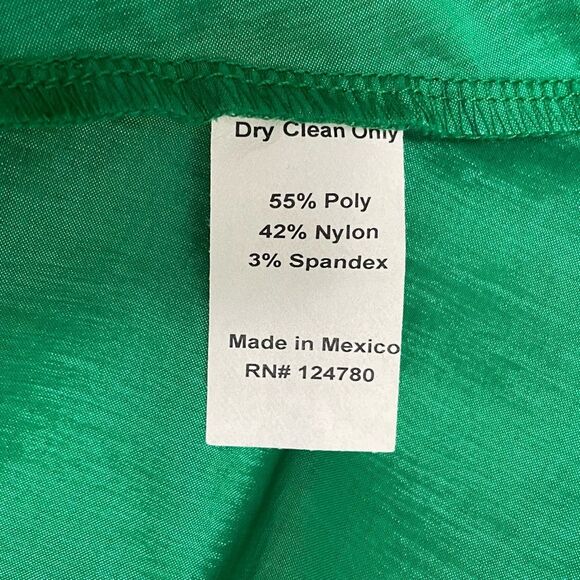 Dry Clean Only
55% Poly
42% Nylon
3% Spandex
Made in Mexico
RN# 124780